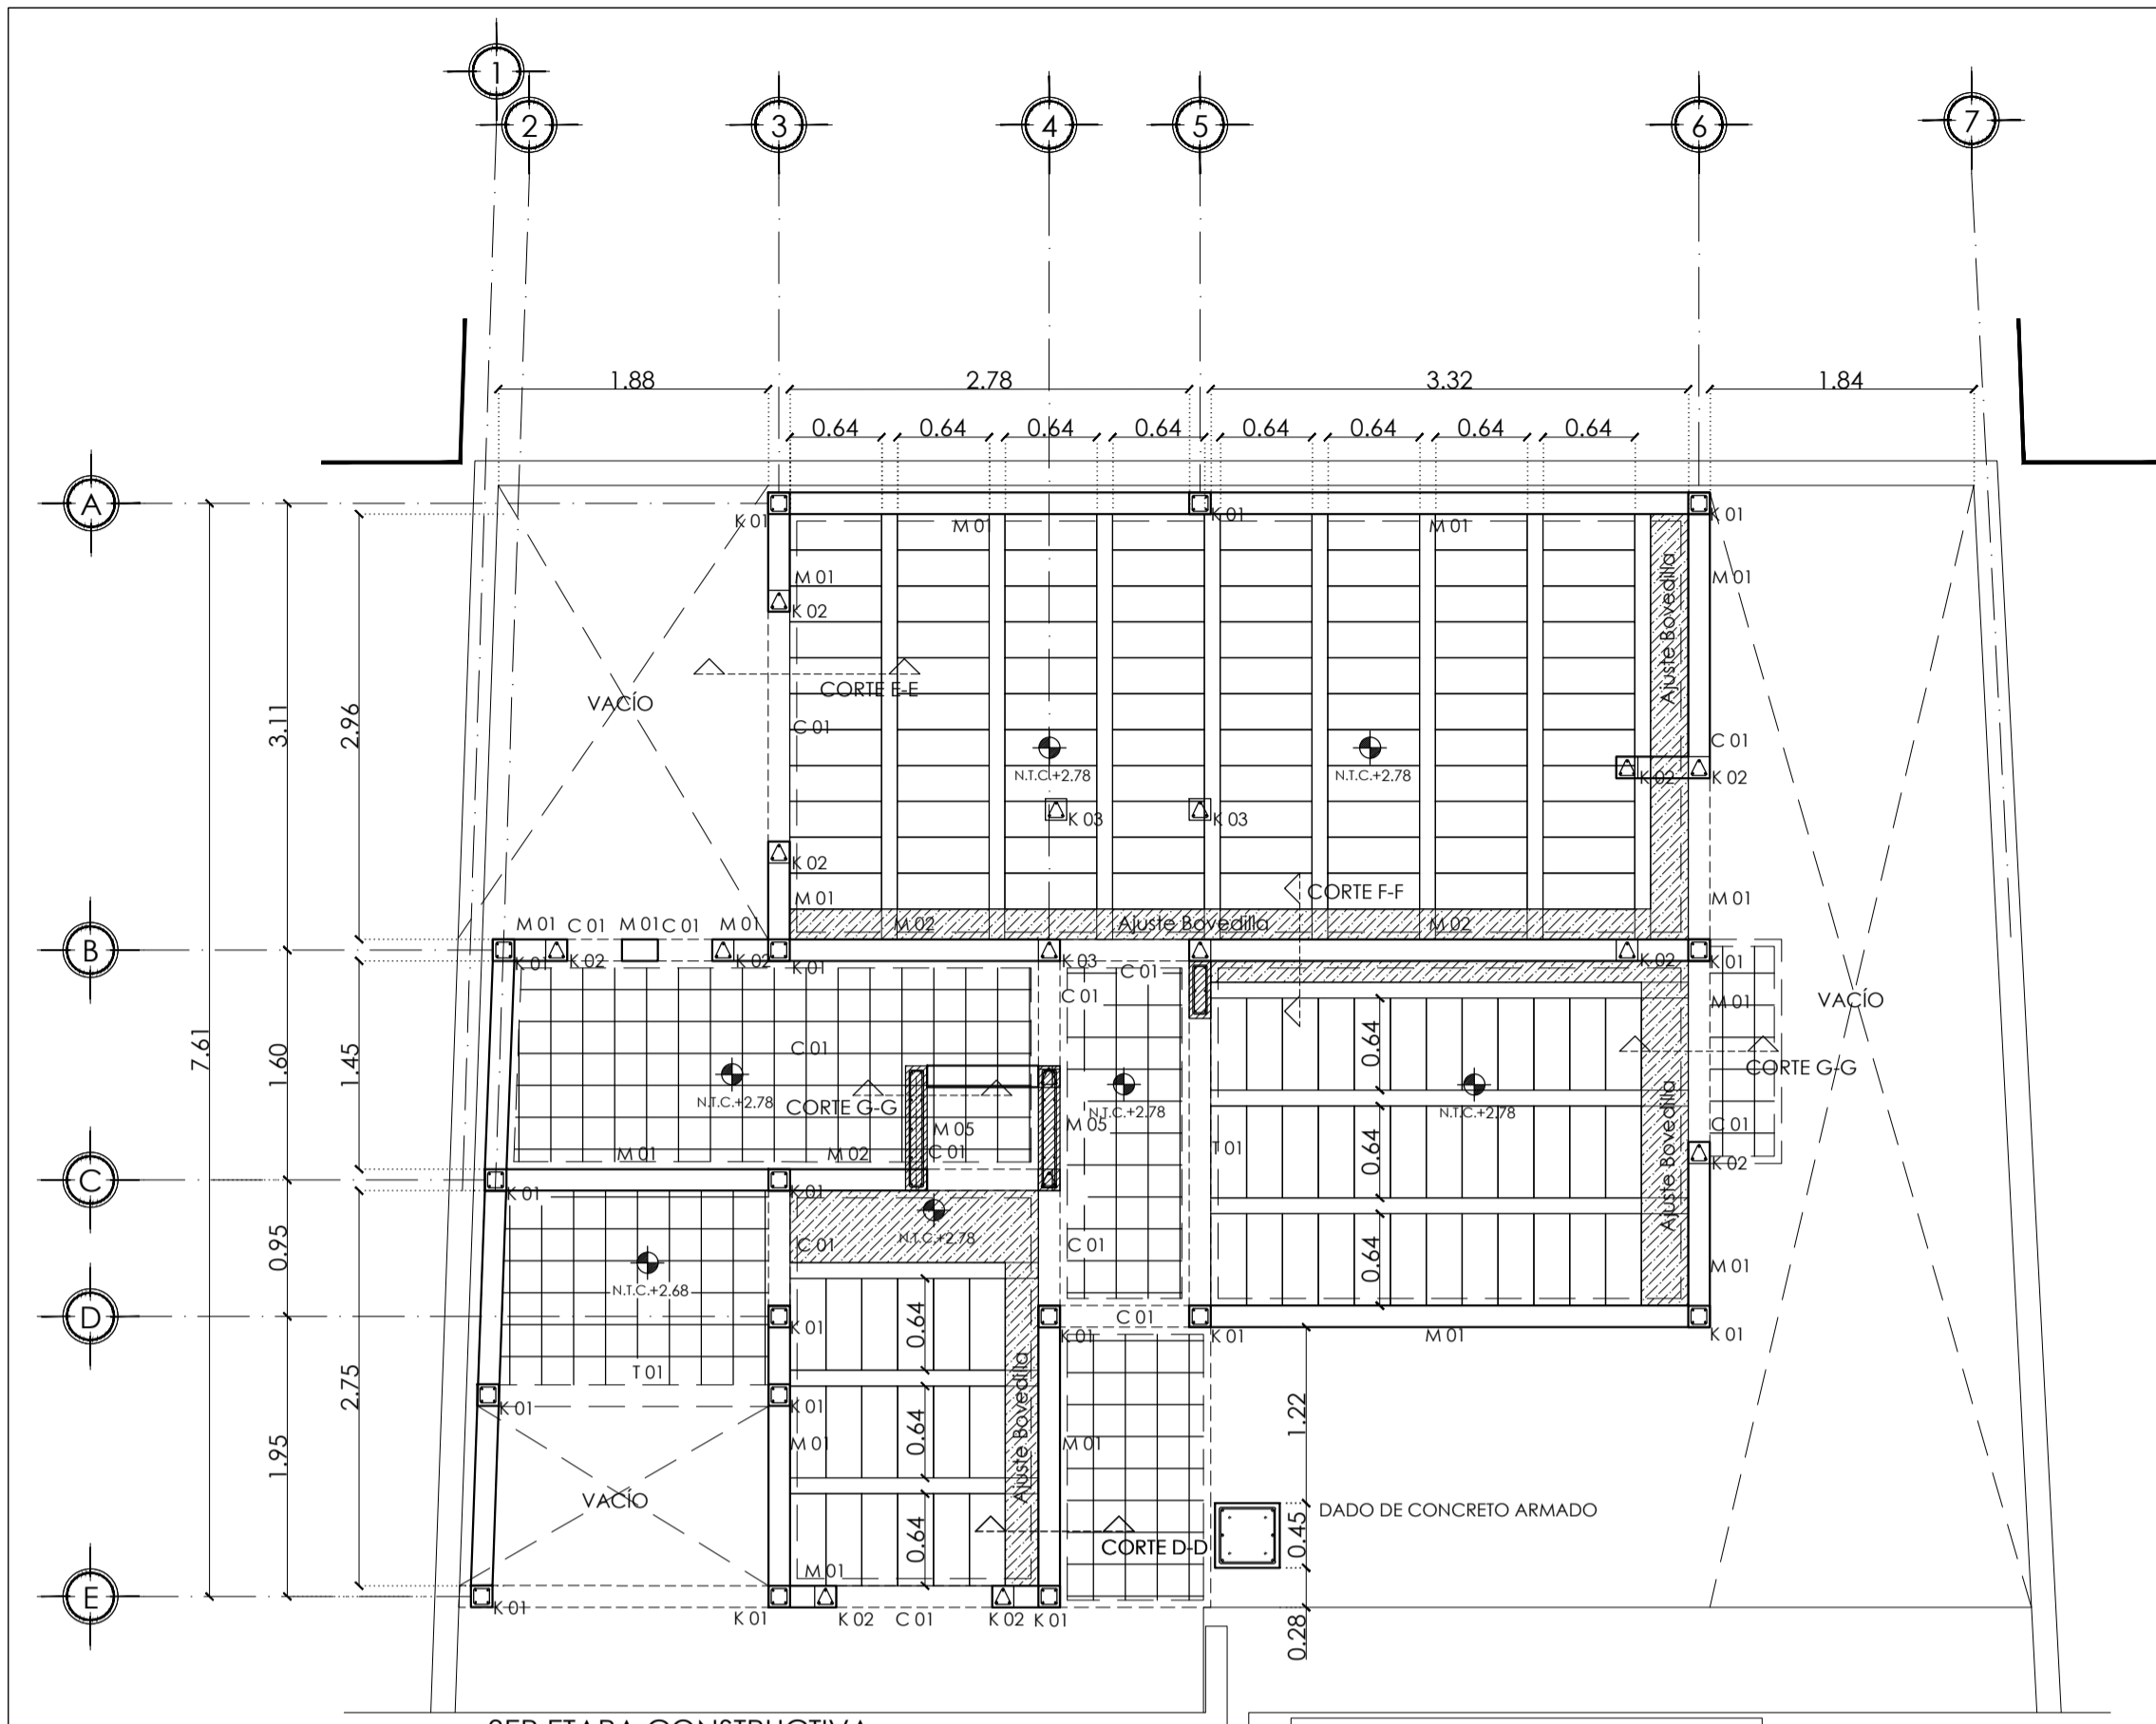 1
2
3
4
5
6
7
1.88
2.78
3.32
1.84
0.64
0.64
0.64
0.64
0.64
0.64
0.64
0.64
A
K 01
M 01
K 01
M 01
K 01
M 01
K 02
Ajuste Bovedilla
M 01
3.11
2.96
VACÍO
CORTE E-E
C 01
C 01
N.T.C.+2.78
N.T.C.+2.78
K 02
K 02
K 03
K 03
K 02
M 01
CORTE F-F
M 01
M 01
C 01
M 01
C 01
M 01
M 02
Ajuste Bovedilla
M 02
B
K 01
K 02
K 02
K 01
K 03
C 01
K 02
K 01
C 01
M 01
VACÍO
7.61
1.60
1.45
C 01
0.64
CORTE G-G
N.T.C.+2.78
CORTE G-G
N.T.C.+2.78
N.T.C.+2.78
M 05
M 05
C 01
M 01
M 02
C 01
T 01
0.64
Ajuste Bovedilla
K 02
C
K 01
K 01
0.95
C 01
N.T.C.+2.78
C 01
0.64
M 01
N.T.C.+2.68
D
0.64
K 01
K 01
C 01
K 01
M 01
K 01
T 01
2.75
Ajuste Bovedilla
K 01
K 01
1.95
M 01
0.64
M 01
1.22
VACÍO
0.64
CORTE D-D
0.45
DADO DE CONCRETO ARMADO
M 01
E
K 01
K 01
K 02
C 01
K 02
K 01
0.28